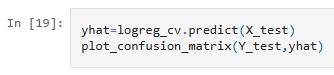 In [19]:
yhat=logreg_cv.predict(X_test)
plot_confusion_matrix(Y_test,yhat)